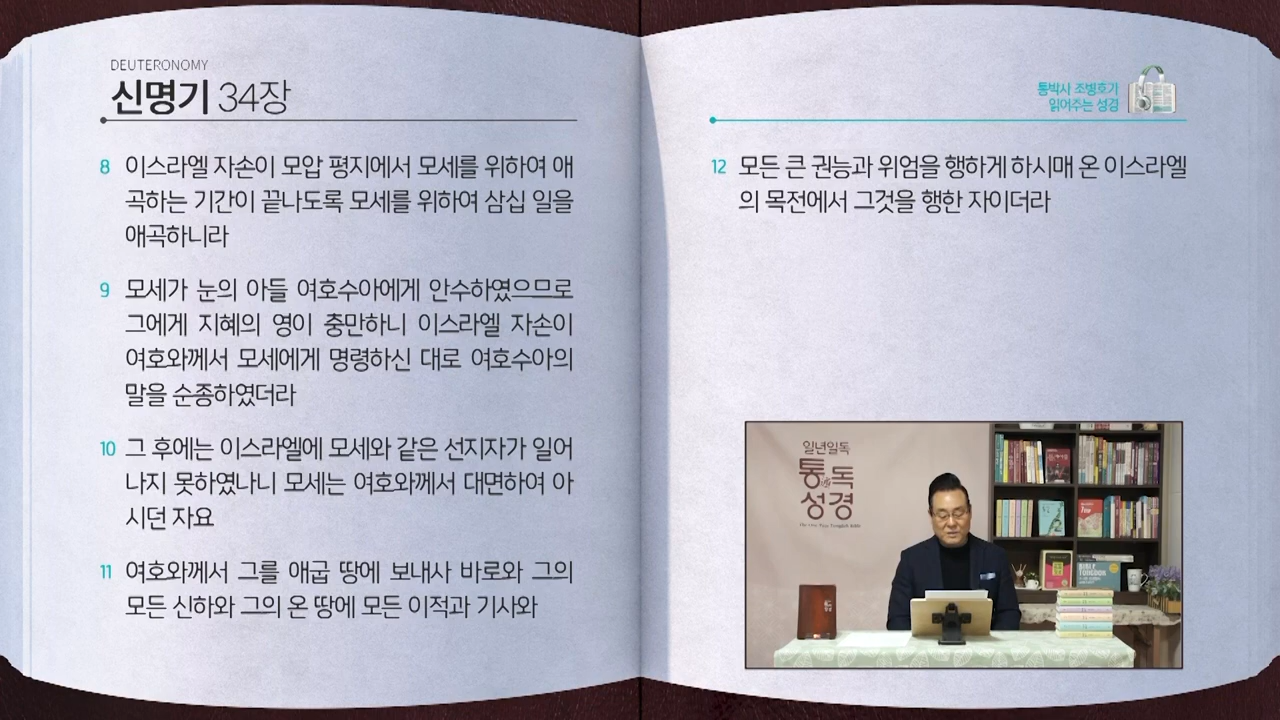 DEUTERONOMY
신명기 34장
8 이스라엘 자손이 모압 평지에서 모세를 위하여 애
곡하는 기간이 끝나도록 모세를 위하여 삼십 일을
애곡하니라
9 모세가 눈의 아들 여호수아에게 안수하였으므로
그에게 지혜의 영이 충만하니 이스라엘 자손이
여호와께서 모세에게 명령하신 대로 여호수아의
말을 순종하였더라
10 그 후에는 이스라엘에 모세와 같은 선지자가 일어
나지 못하였나니 모세는 여호와께서 대면하여 아
시던 자요
11 여호와께서 그를 애굽 땅에 보내사 바로와 그의
모든 신하와 그의 온 땅에 모든 이적과 기사와
통박사 조병호가
읽어주는 성경
12 모든 큰 권능과 위엄을 행하게 하시매 온 이스라엘
의 목전에서 그것을 행한 자이더라
일년일독
통독
성경
BIBLE
TONGDOK